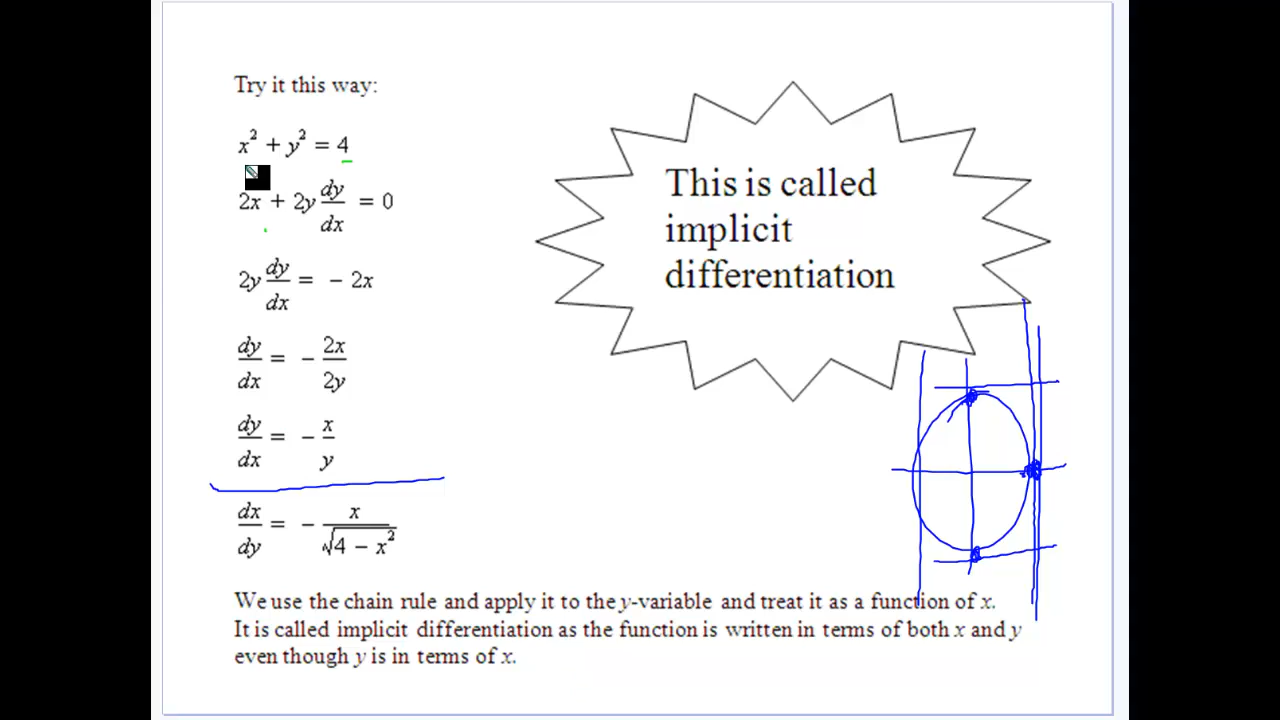 Try it this way:
x² + y² = 4
2x + 2y dy/dx = 0
2y dy/dx = - 2x
dy/dx = - 2x/2y
dy/dx = - x/y
dx/dy = - x/√(4 - x²)
This is called
implicit
differentiation
We use the chain rule and apply it to the y-variable and treat it as a function of x.
It is called implicit differentiation as the function is written in terms of both x and y
even though y is in terms of x.